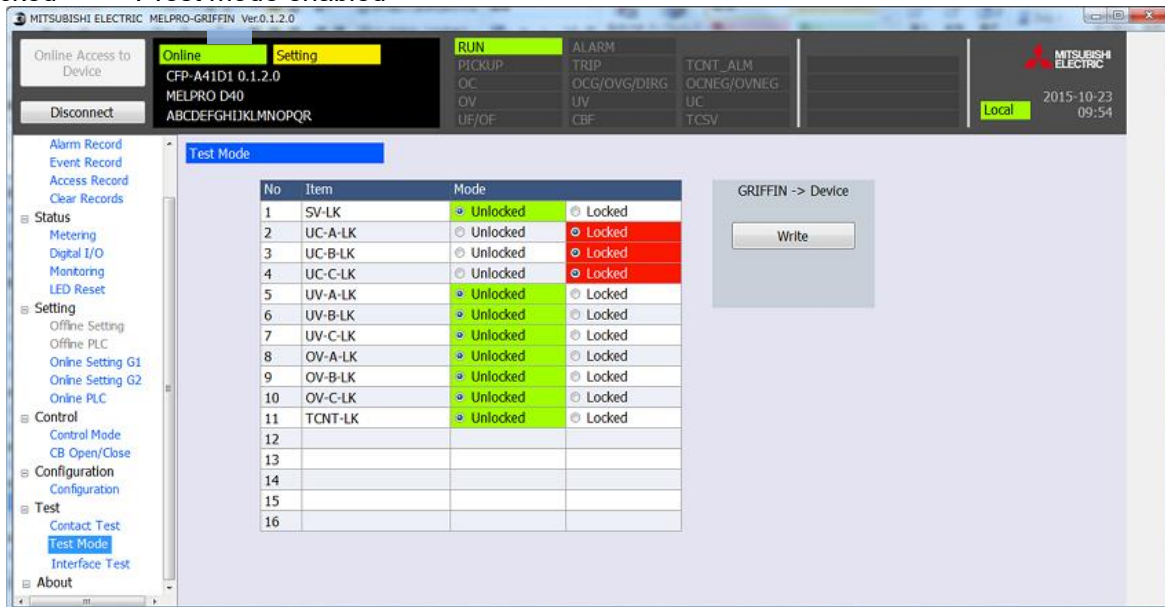 Test mode enabled
MITSUBISHI ELECTRIC MELPRO-GRIFFIN Ver.0.1.2.0
Online Access to
Device
Disconnect
Online Setting
CFP-A41D1 0.1.2.0
MELPRO D40
ABCDEFGHIJKLMNOPQR
RUN ALARM
PICKUP TRIP TCNT_ALM
OC OCG/OVG/DIRG OCNEG/OVNEG
OV UV UC
UF/OF CBF TCSV
MITSUBISHI
ELECTRIC
2015-10-23
Local 09:54
Alarm Record
Event Record
Access Record
Clear Records
Status
Metering
Digital I/O
Monitoring
LED Reset
Setting
Offline Setting
Offline PLC
Online Setting G1
Online Setting G2
Online PLC
Control
Control Mode
CB Open/Close
Configuration
Configuration
Test
Contact Test
Test Mode
Interface Test
About
Test Mode
No Item Mode
1 SV-LK Unlocked Locked
2 UC-A-LK Unlocked Locked
3 UC-B-LK Unlocked Locked
4 UC-C-LK Unlocked Locked
5 UV-A-LK Unlocked Locked
6 UV-B-LK Unlocked Locked
7 UV-C-LK Unlocked Locked
8 OV-A-LK Unlocked Locked
9 OV-B-LK Unlocked Locked
10 OV-C-LK Unlocked Locked
11 TCNT-LK Unlocked Locked
12
13
14
15
16
GRIFFIN -> Device
Write